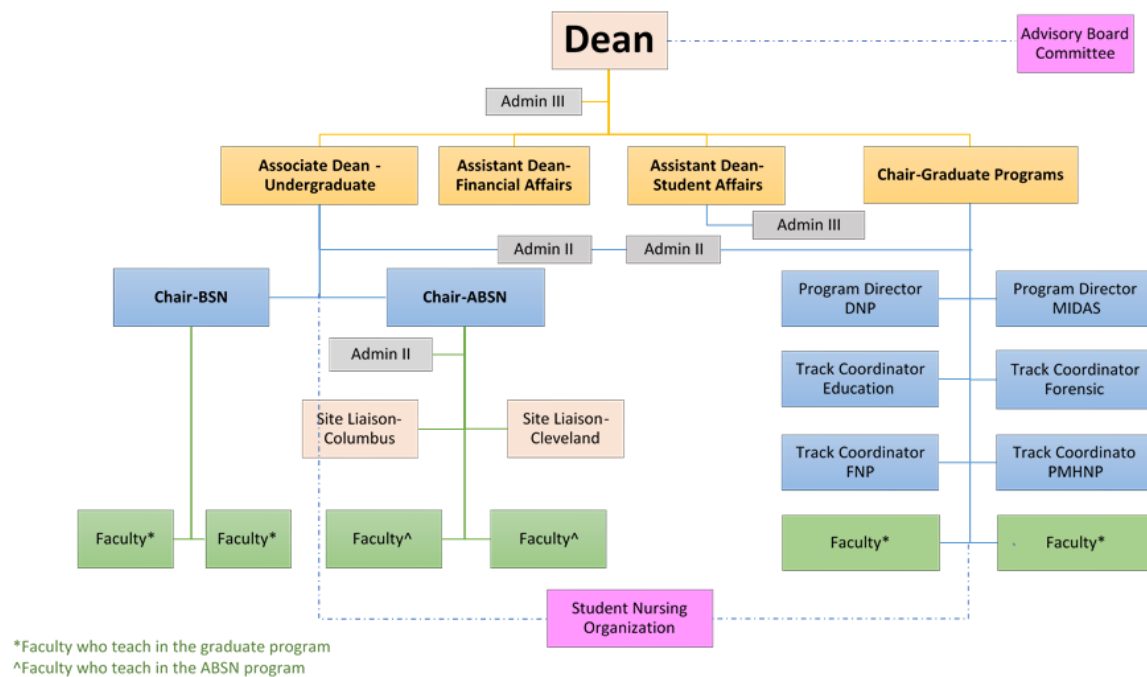 Dean
Advisory Board
Committee
Admin III
Associate Dean -
Undergraduate
Assistant Dean-
Financial Affairs
Assistant Dean-
Student Affairs
Chair-Graduate Programs
Admin III
Admin II
Admin II
Chair-BSN
Chair-ABSN
Program Director
DNP
Program Director
MIDAS
Admin II
Track Coordinator
Education
Track Coordinator
Forensic
Site Liaison-
Columbus
Site Liaison-
Cleveland
Track Coordinator
FNP
Track Coordinato
PMHNP
Faculty*
Faculty*
Faculty^
Faculty^
Faculty*
Faculty*
Student Nursing
Organization
*Faculty who teach in the graduate program
^Faculty who teach in the ABSN program